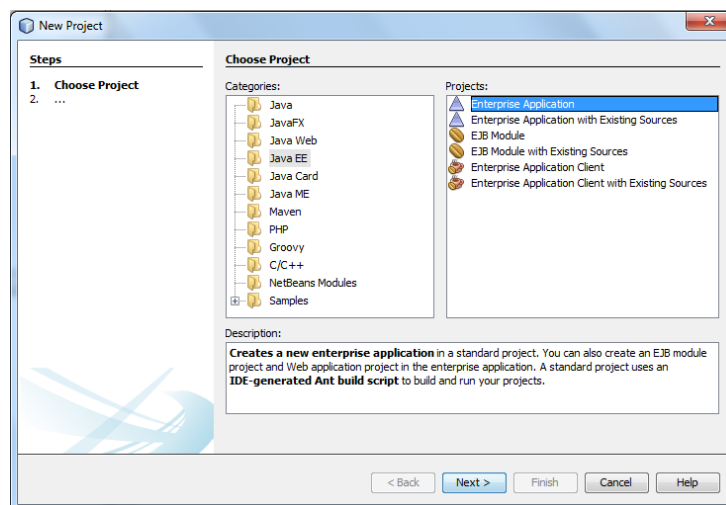 New Project
Steps
1. Choose Project
2. ...
Choose Project
Categories:
Java
JavaFX
Java Web
Java EE
Java Card
Java ME
Maven
PHP
Groovy
C/C++
NetBeans Modules
Samples
Projects:
Enterprise Application
Enterprise Application with Existing Sources
EJB Module
EJB Module with Existing Sources
Enterprise Application Client
Enterprise Application Client with Existing Sources
Description:
Creates a new enterprise application in a standard project. You can also create an EJB module
project and Web application project in the enterprise application. A standard project uses an
IDE-generated Ant build script to build and run your projects.
< Back Next > Finish Cancel Help